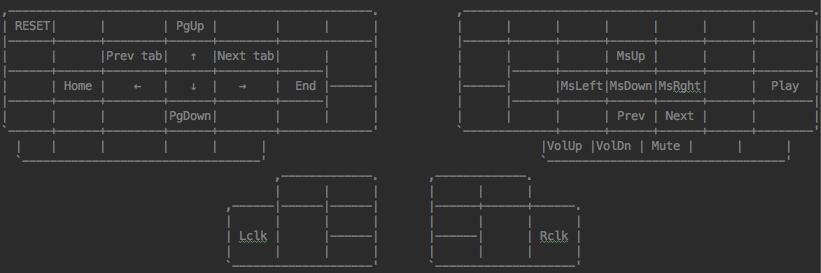 RESET PgUp
Prev tab ↑ Next tab MsUp
Home ← ↓ → End MsLeft MsDown MsRght Play
PgDown Prev Next
VolUp VolDn Mute
Lclk Rclk